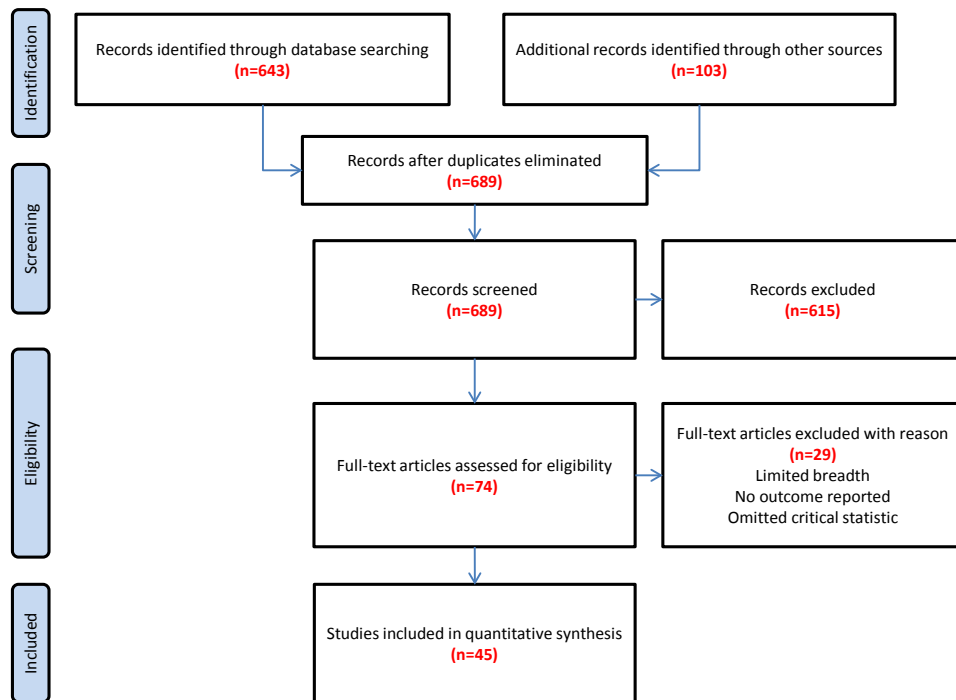 Identification
Records identified through database searching
(n=643)
Additional records identified through other sources
(n=103)
Records after duplicates eliminated
(n=689)
Screening
Records screened
(n=689)
Records excluded
(n=615)
Eligibility
Full-text articles assessed for eligibility
(n=74)
Full-text articles excluded with reason
(n=29)
Limited breadth
No outcome reported
Omitted critical statistic
Included
Studies included in quantitative synthesis
(n=45)